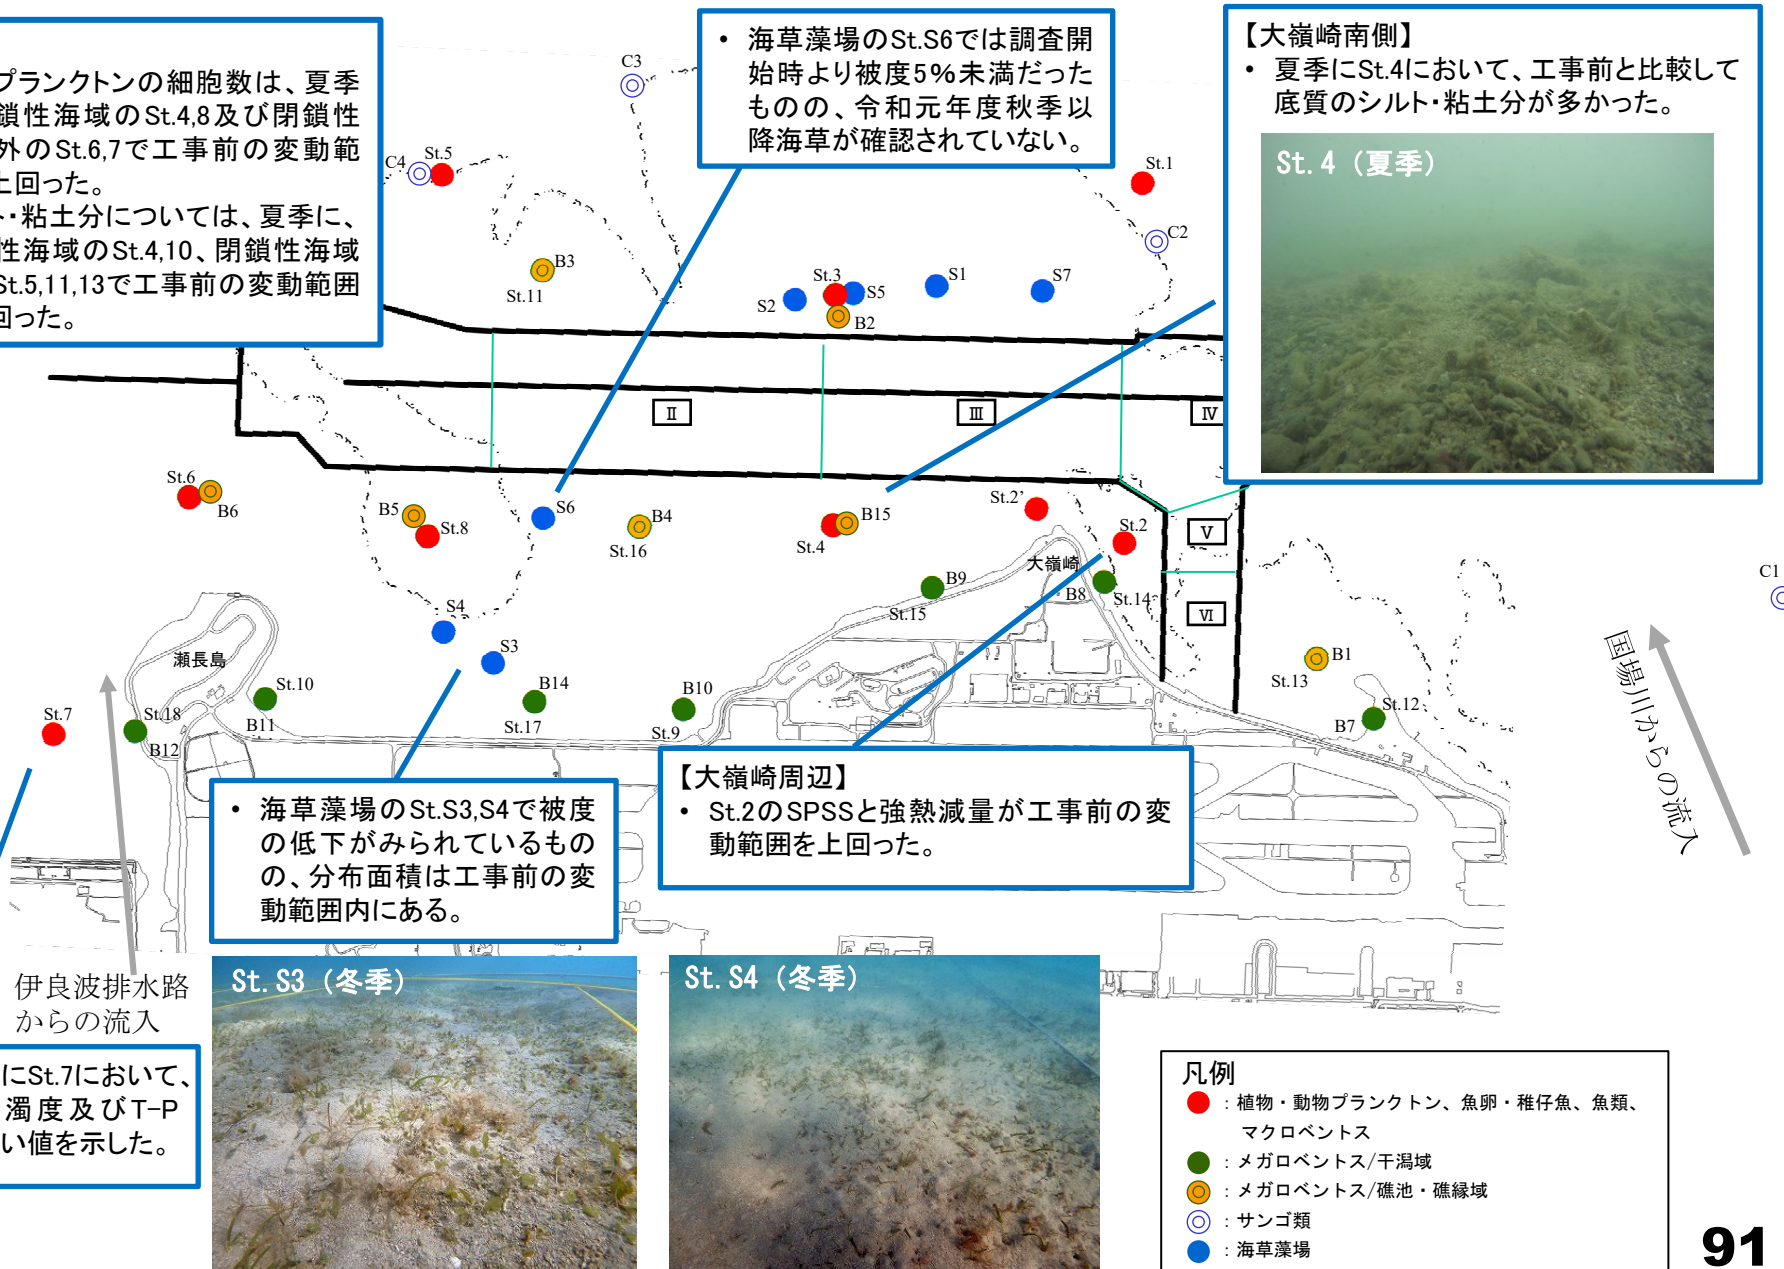 プランクトンの細胞数は、夏季
鎖性海域のSt.4,8及び閉鎖性
外のSt.6,7で工事前の変動範
上回った。
・粘土分については、夏季に、
性海域のSt.4,10、閉鎖性海域
St.5,11,13で工事前の変動範囲
回った。
• 海草藻場のSt.S6では調査開
始時より被度5%未満だった
ものの、令和元年度秋季以
降海草が確認されていない。
【大嶺崎南側】
• 夏季にSt.4において、工事前と比較して
底質のシルト・粘土分が多かった。
St.4（夏季）
C3
C4
St.5
St.1
C2
B3
St.11
St.3
S5
S2
B2
S1
S7
Ⅱ
Ⅲ
Ⅳ
St.6
B6
B5
St.8
S6
B4
St.16
St.4
B15
St.2’
St.2
Ⅴ
大嶺崎
B9
St.15
B8
St.14
Ⅵ
C1
S4
S3
瀬長島
St.10
B11
B14
St.17
B10
St.9
B1
St.13
St.12
B7
St.7
St.18
B12
国場川からの流入
• 海草藻場のSt.S3,S4で被度
の低下がみられているもの
の、分布面積は工事前の変
動範囲内にある。
【大嶺崎周辺】
• St.2のSPSSと強熱減量が工事前の変
動範囲を上回った。
伊良波排水路
からの流入
にSt.7において、
濁度及びT-P
い値を示した。
St.S3（冬季）
St.S4（冬季）
凡例
：植物・動物プランクトン、魚卵・稚仔魚、魚類、
マクロベントス
：メガロベントス/干潟域
：メガロベントス/礁池・礁縁域
：サンゴ類
：海草藻場
91